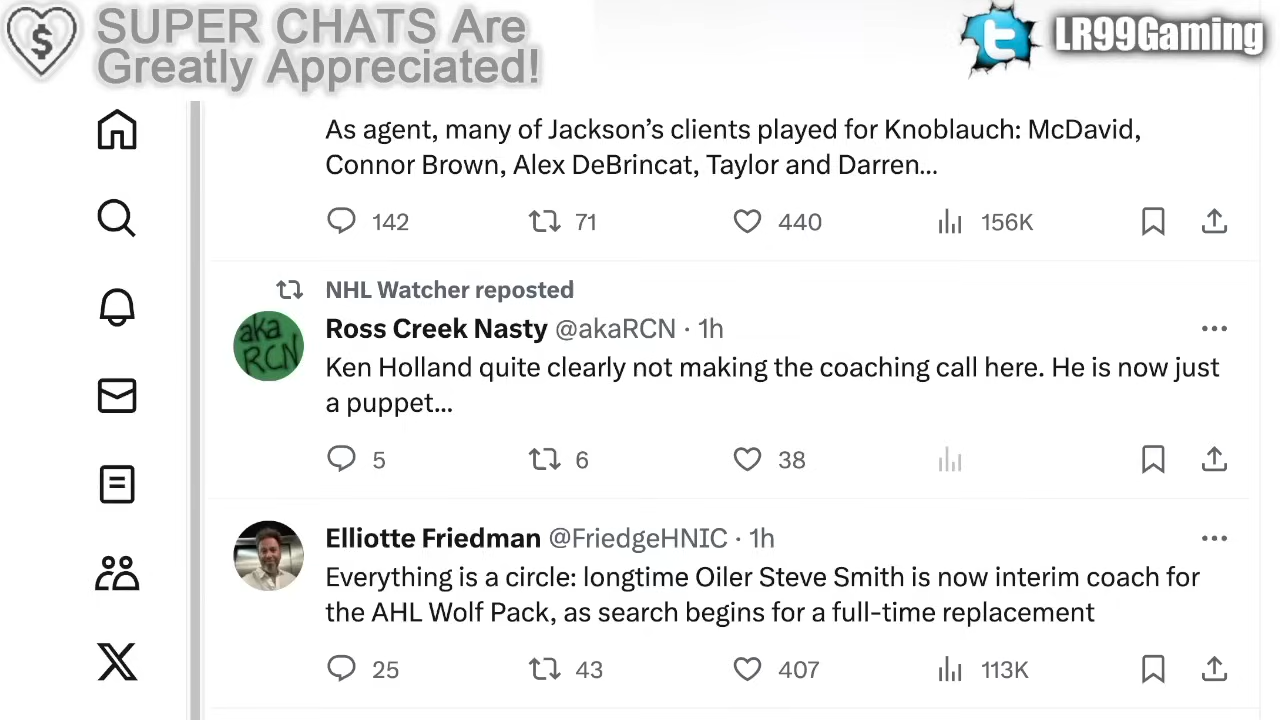 SUPER CHATS Are
Greatly Appreciated!
LR99Gaming
As agent, many of Jackson’s clients played for Knoblauch: McDavid,
Connor Brown, Alex DeBrincat, Taylor and Darren...
142 71 440 156K
NHL Watcher reposted
aka
RCN
Ross Creek Nasty @akaRCN · 1h
Ken Holland quite clearly not making the coaching call here. He is now just
a puppet...
5 6 38
Elliotte Friedman @FriedgeHNIC · 1h
Everything is a circle: longtime Oiler Steve Smith is now interim coach for
the AHL Wolf Pack, as search begins for a full-time replacement
25 43 407 113K